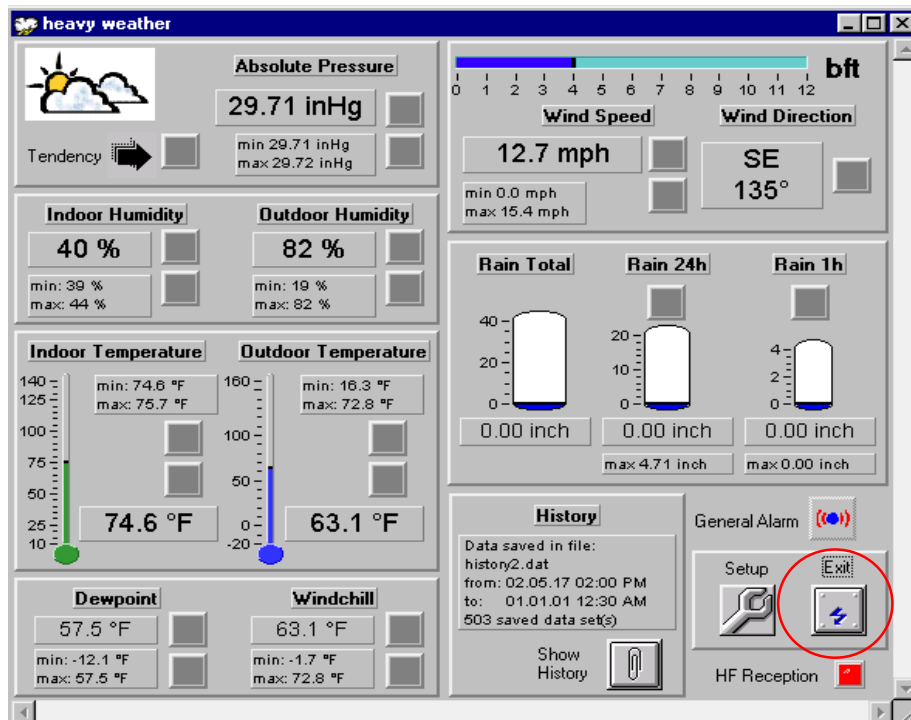 heavy weather
Absolute Pressure
29.71 inHg
Tendency
min 29.71 inHg
max 29.72 inHg
Indoor Humidity
40 %
min: 39 %
max: 44 %
Outdoor Humidity
82 %
min: 19 %
max: 82 %
Indoor Temperature
140
125
100
75
50
25
10
min: 74.6 °F
max: 75.7 °F
74.6 °F
Outdoor Temperature
160
100
50
0
-20
min: 16.3 °F
max: 72.8 °F
63.1 °F
Dewpoint
57.5 °F
min: -12.1 °F
max: 57.5 °F
Windchill
63.1 °F
min: -1.7 °F
max: 72.8 °F
0 1 2 3 4 5 6 7 8 9 10 11 12
bft
Wind Speed
12.7 mph
min 0.0 mph
max 15.4 mph
Wind Direction
SE
135°
Rain Total
40
20
0
0.00 inch
Rain 24h
20
10
0
0.00 inch
max 4.71 inch
Rain 1h
4
2
0
0.00 inch
max 0.00 inch
History
Data saved in file:
history2.dat
from: 02.05.17 02:00 PM
to: 01.01.01 12:30 AM
503 saved data set(s)
Show
History
General Alarm
Setup
Exit
HF Reception